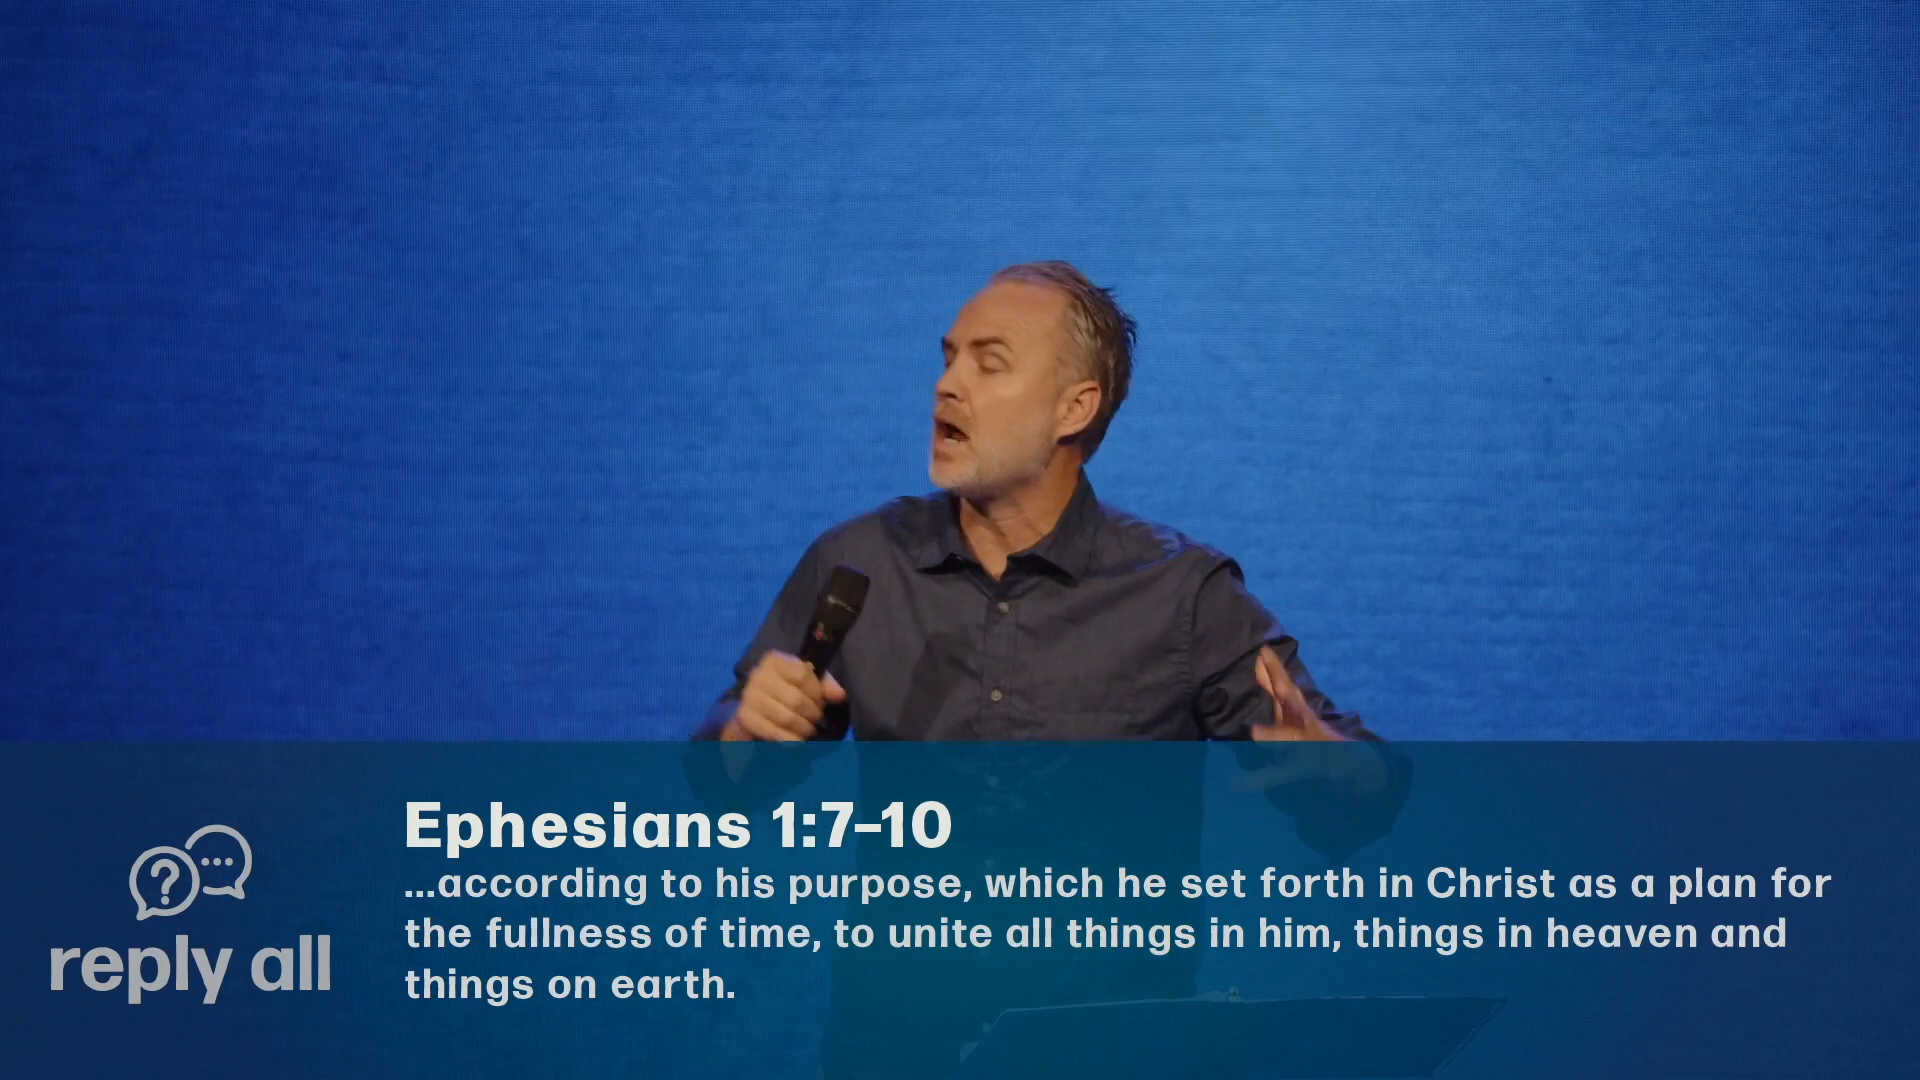 Ephesians 1:7–10
...according to his purpose, which he set forth in Christ as a plan for
the fullness of time, to unite all things in him, things in heaven and
things on earth.
reply all